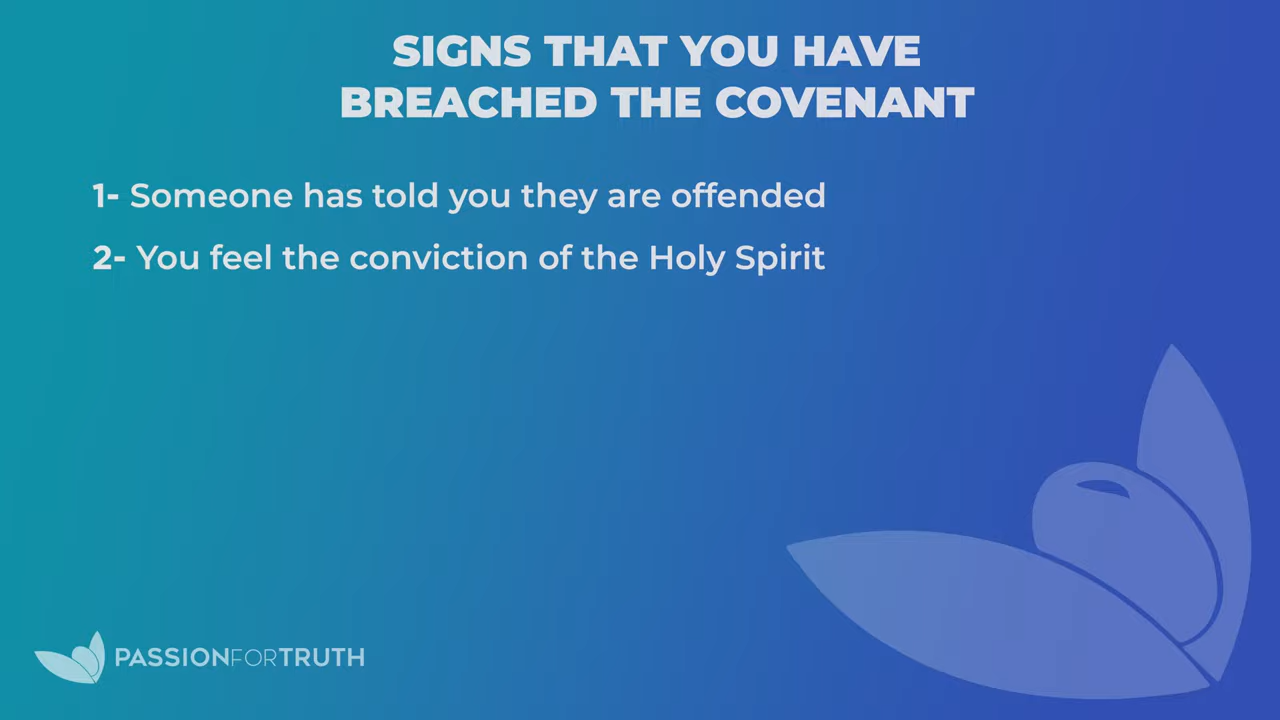 SIGNS THAT YOU HAVE
BREACHED THE COVENANT
1- Someone has told you they are offended
2- You feel the conviction of the Holy Spirit
PASSIONFORTRUTH